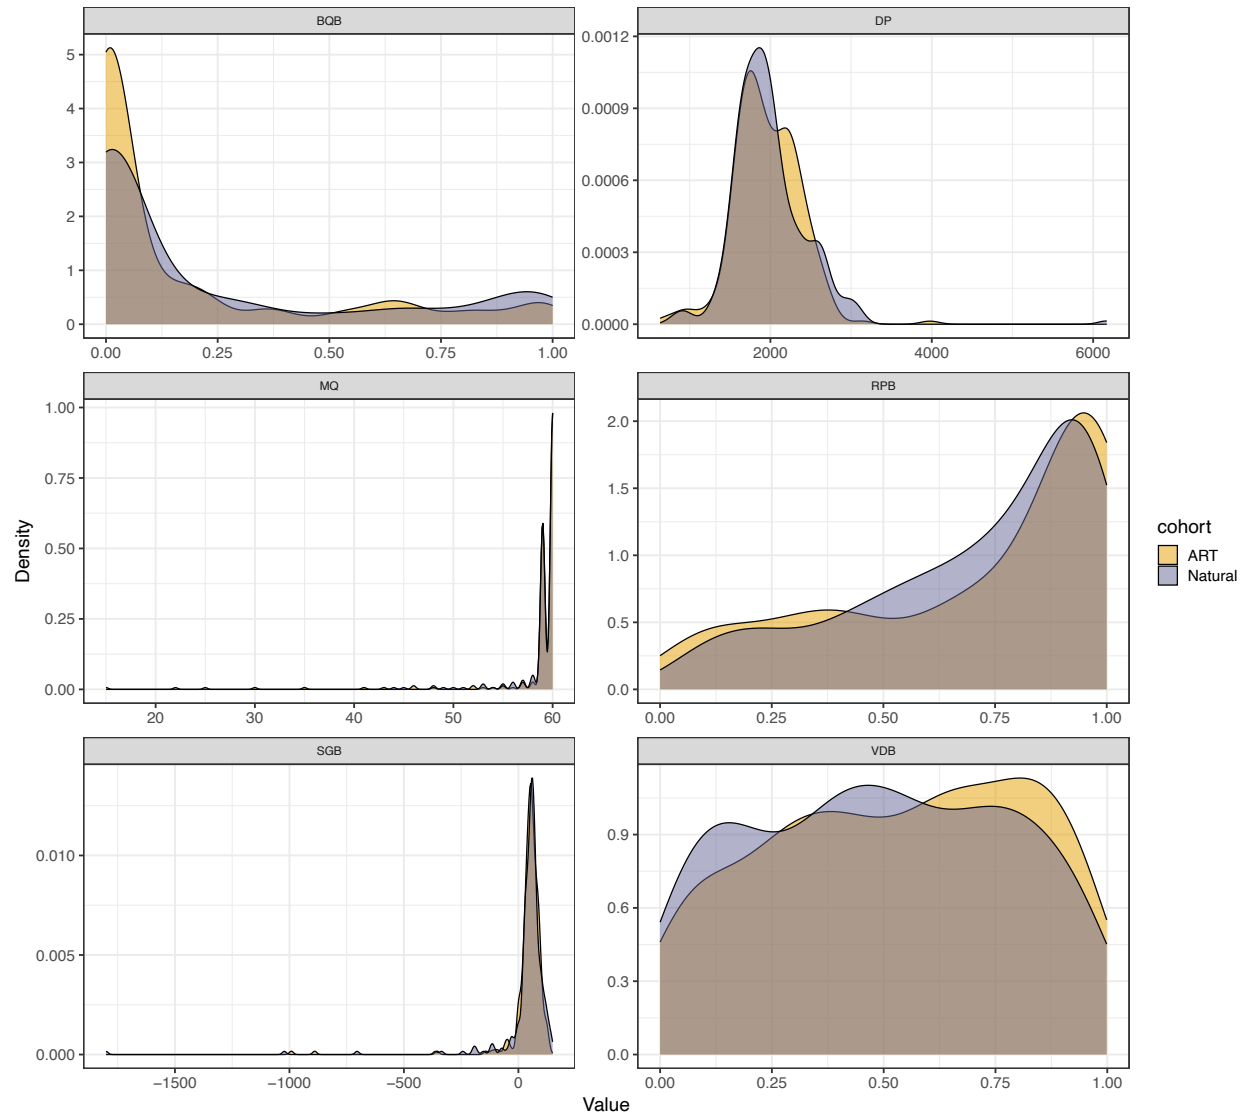 BQB
DP
5
4
3
2
1
0
0.00 0.25 0.50 0.75 1.00
0.0012
0.0009
0.0006
0.0003
0.0000
2000 4000 6000
MQ
RPB
1.00
0.75
0.50
0.25
0.00
20 30 40 50 60
2.0
1.5
1.0
0.5
0.0
0.00 0.25 0.50 0.75 1.00
SGB
VDB
0.010
0.005
0.000
−1500 −1000 −500 0
0.9
0.6
0.3
0.0
0.00 0.25 0.50 0.75 1.00
Density
Value
cohort
ART
Natural